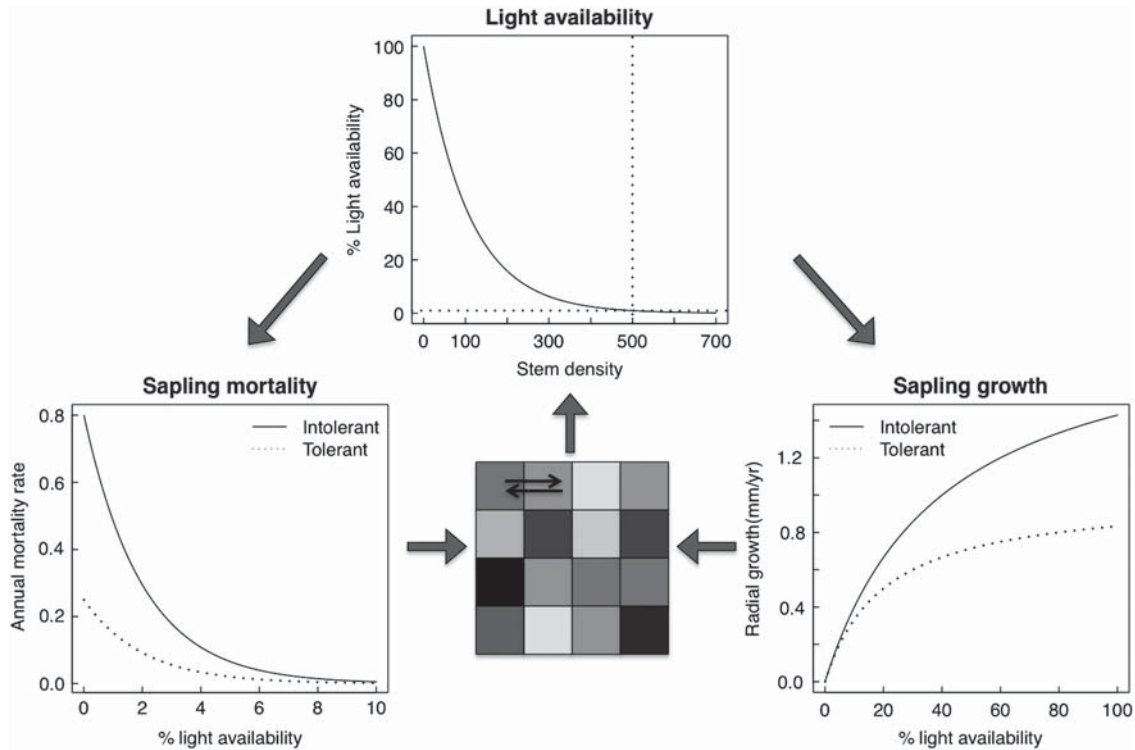 Light availability
100
80
60
40
20
0
% Light availability
0 100 300 500 700
Stem density
Sapling mortality
0.8
0.6
0.4
0.2
0.0
Annual mortality rate
Intolerant
Tolerant
0 2 4 6 8 10
% light availability
Sapling growth
1.2
0.8
0.4
0.0
Radial growth(mm/yr)
Intolerant
Tolerant
0 20 40 60 80 100
% light availability